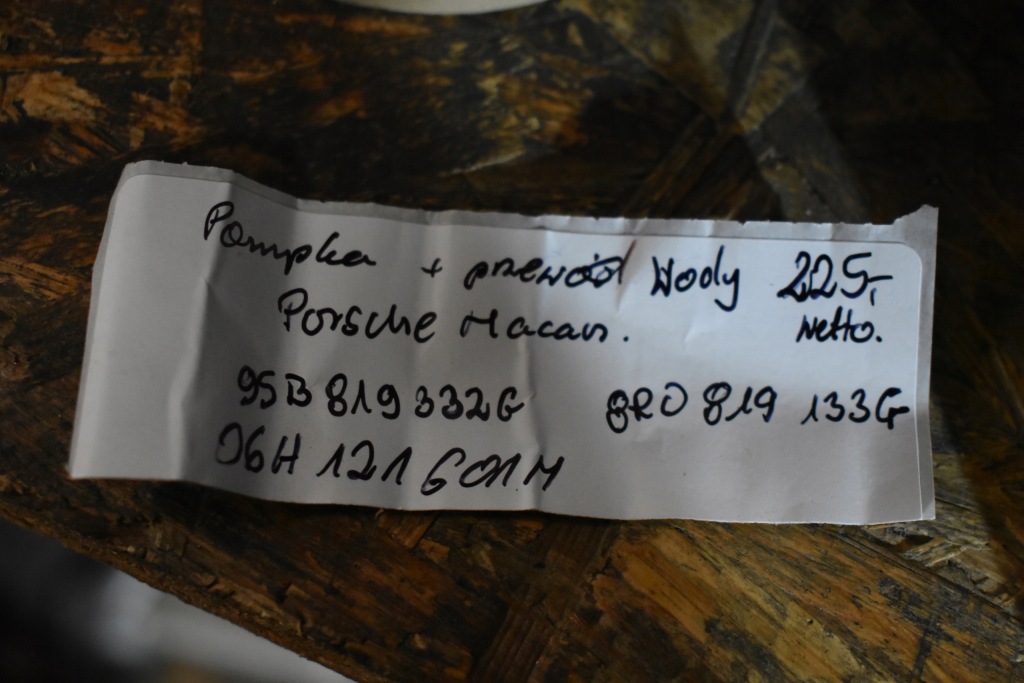 Pompka + przewód Wody 225,-
Porsche Macan. Netto.
95B 819 332G 8R0 819 133G
06H 121 601M